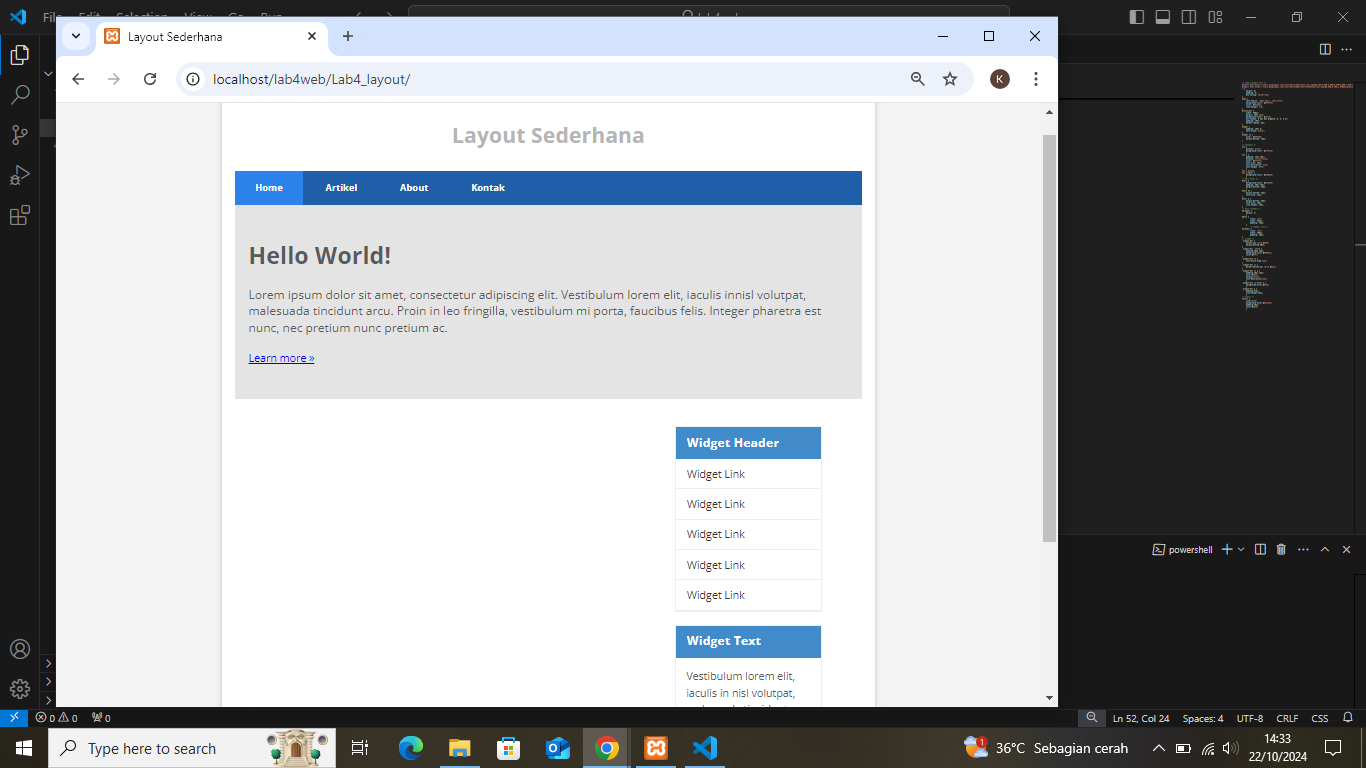 Layout Sederhana
localhost/lab4web/Lab4_layout/
K
Layout Sederhana
Home Artikel About Kontak
Hello World!
Lorem ipsum dolor sit amet, consectetur adipiscing elit. Vestibulum lorem elit, iaculis innisl volutpat,
malesuada tincidunt arcu. Proin in leo fringilla, vestibulum mi porta, faucibus felis. Integer pharetra est
nunc, nec pretium nunc pretium ac.
Learn more »
Widget Header
Widget Link
Widget Link
Widget Link
Widget Link
Widget Link
Widget Text
Vestibulum lorem elit,
iaculis in nisl volutpat,
powershell
0 0 0
Ln 52, Col 24 Spaces: 4 UTF-8 CRLF CSS
Type here to search
1 36°C Sebagian cerah
14:33
22/10/2024